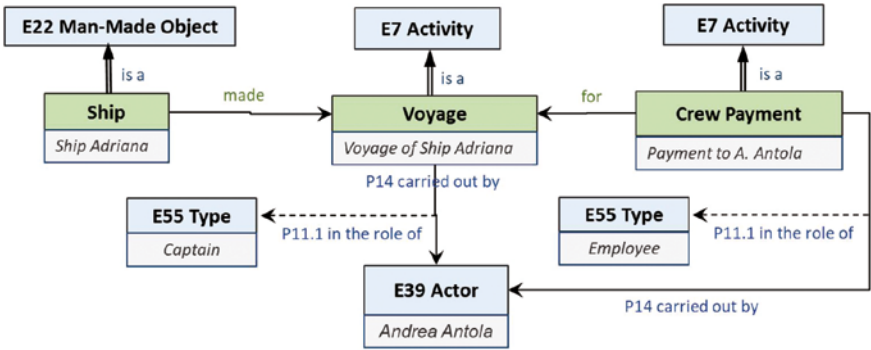 E22 Man-Made Object
E7 Activity
E7 Activity
is a
is a
is a
Ship
made
Voyage
for
Crew Payment
Ship Adriana
Voyage of Ship Adriana
Payment to A. Antola
P14 carried out by
E55 Type
Captain
P11.1 in the role of
E55 Type
Employee
P11.1 in the role of
E39 Actor
Andrea Antola
P14 carried out by